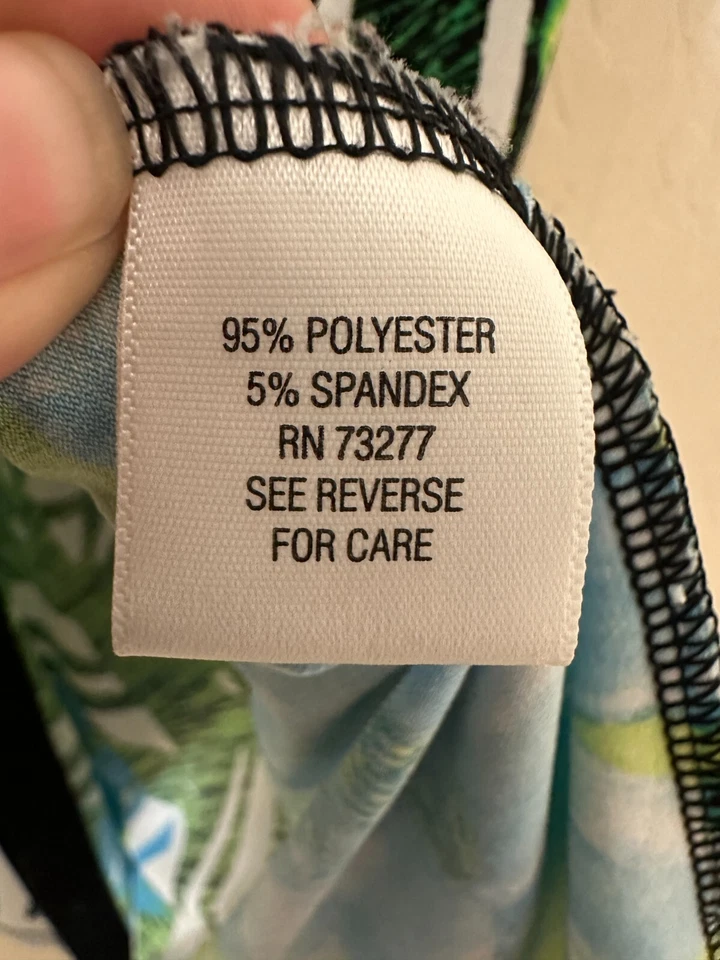 95% POLYESTER
5% SPANDEX
RN 73277
SEE REVERSE
FOR CARE